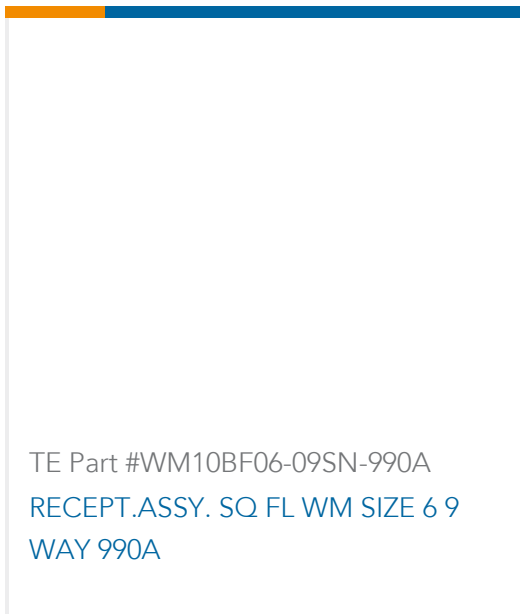 TE Part #WM10BF06-09SN-990A
RECEPT.ASSY. SQ FL WM SIZE 6 9
WAY 990A